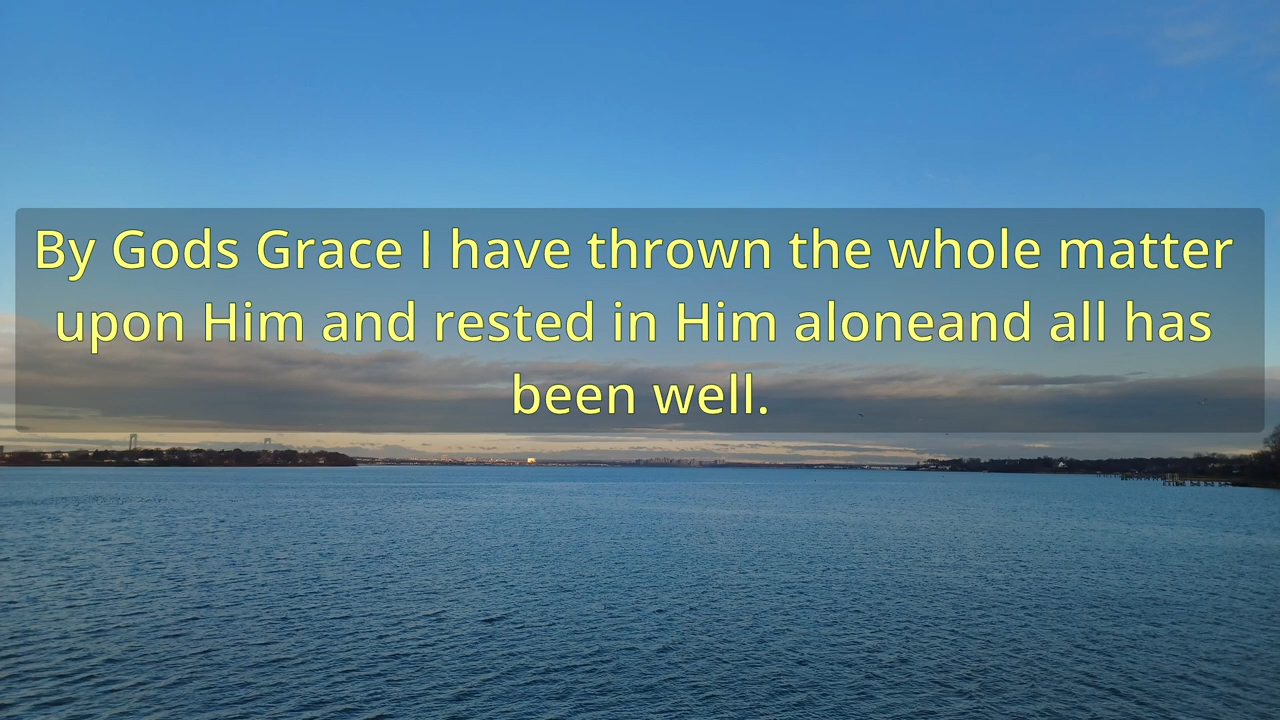 By Gods Grace I have thrown the whole matter
upon Him and rested in Him aloneand all has
been well.